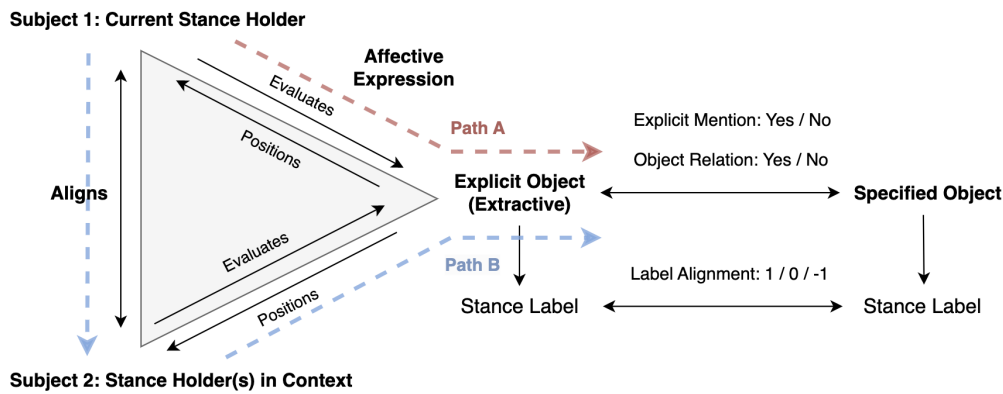 Subject 1: Current Stance Holder
Affective
Expression
Evaluates
Positions
Path A
Explicit Mention: Yes / No
Object Relation: Yes / No
Aligns
Explicit Object
(Extractive)
Specified Object
Evaluates
Positions
Path B
Label Alignment: 1 / 0 / -1
Stance Label
Stance Label
Subject 2: Stance Holder(s) in Context